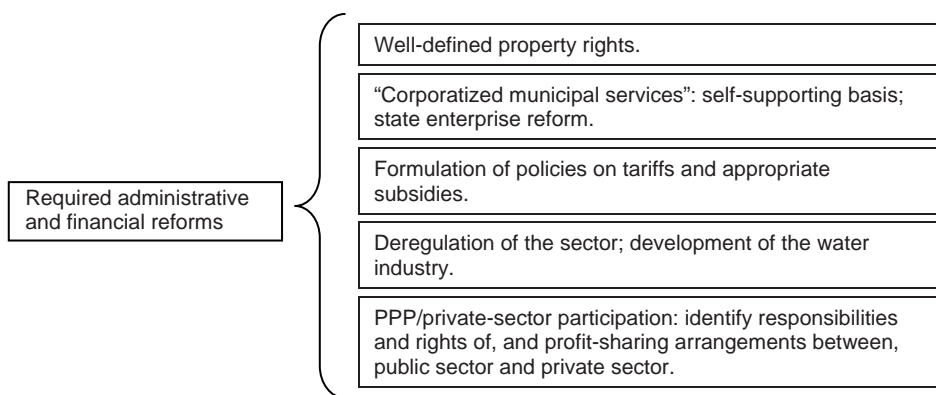 Required administrative
and financial reforms
Well-defined property rights.
“Corporatized municipal services”: self-supporting basis;
state enterprise reform.
Formulation of policies on tariffs and appropriate
subsidies.
Deregulation of the sector; development of the water
industry.
PPP/private-sector participation: identify responsibilities
and rights of, and profit-sharing arrangements between,
public sector and private sector.